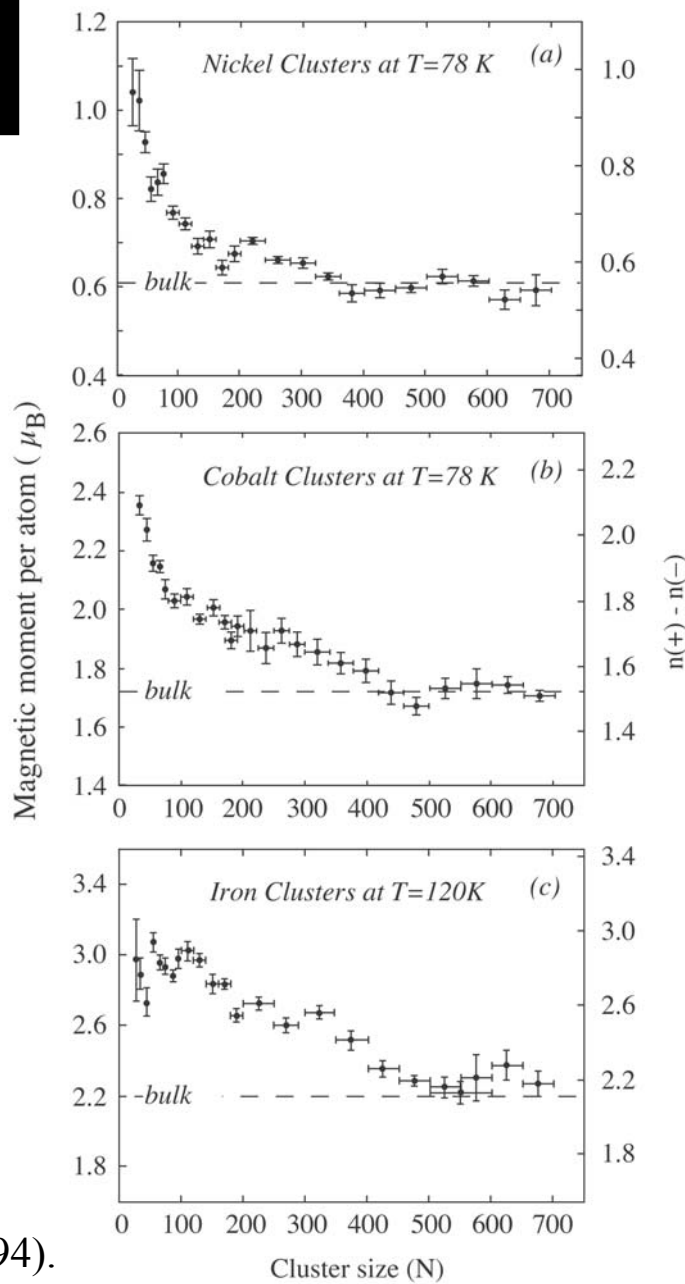 Nickel Clusters at T=78 K (a)
1.2
1.0
0.8
0.6
0.4
1.0
0.8
0.6
0.4
bulk
0 100 200 300 400 500 600 700
Cobalt Clusters at T=78 K (b)
2.6
2.4
2.2
2.0
1.8
1.6
1.4
2.2
2.0
1.8
1.6
1.4
bulk
0 100 200 300 400 500 600 700
Magnetic moment per atom ( μB)
n(+) - n(−)
Iron Clusters at T=120K (c)
3.4
3.0
2.6
2.2
1.8
3.4
3.0
2.6
2.2
1.8
bulk
0 100 200 300 400 500 600 700
Cluster size (N)
94).